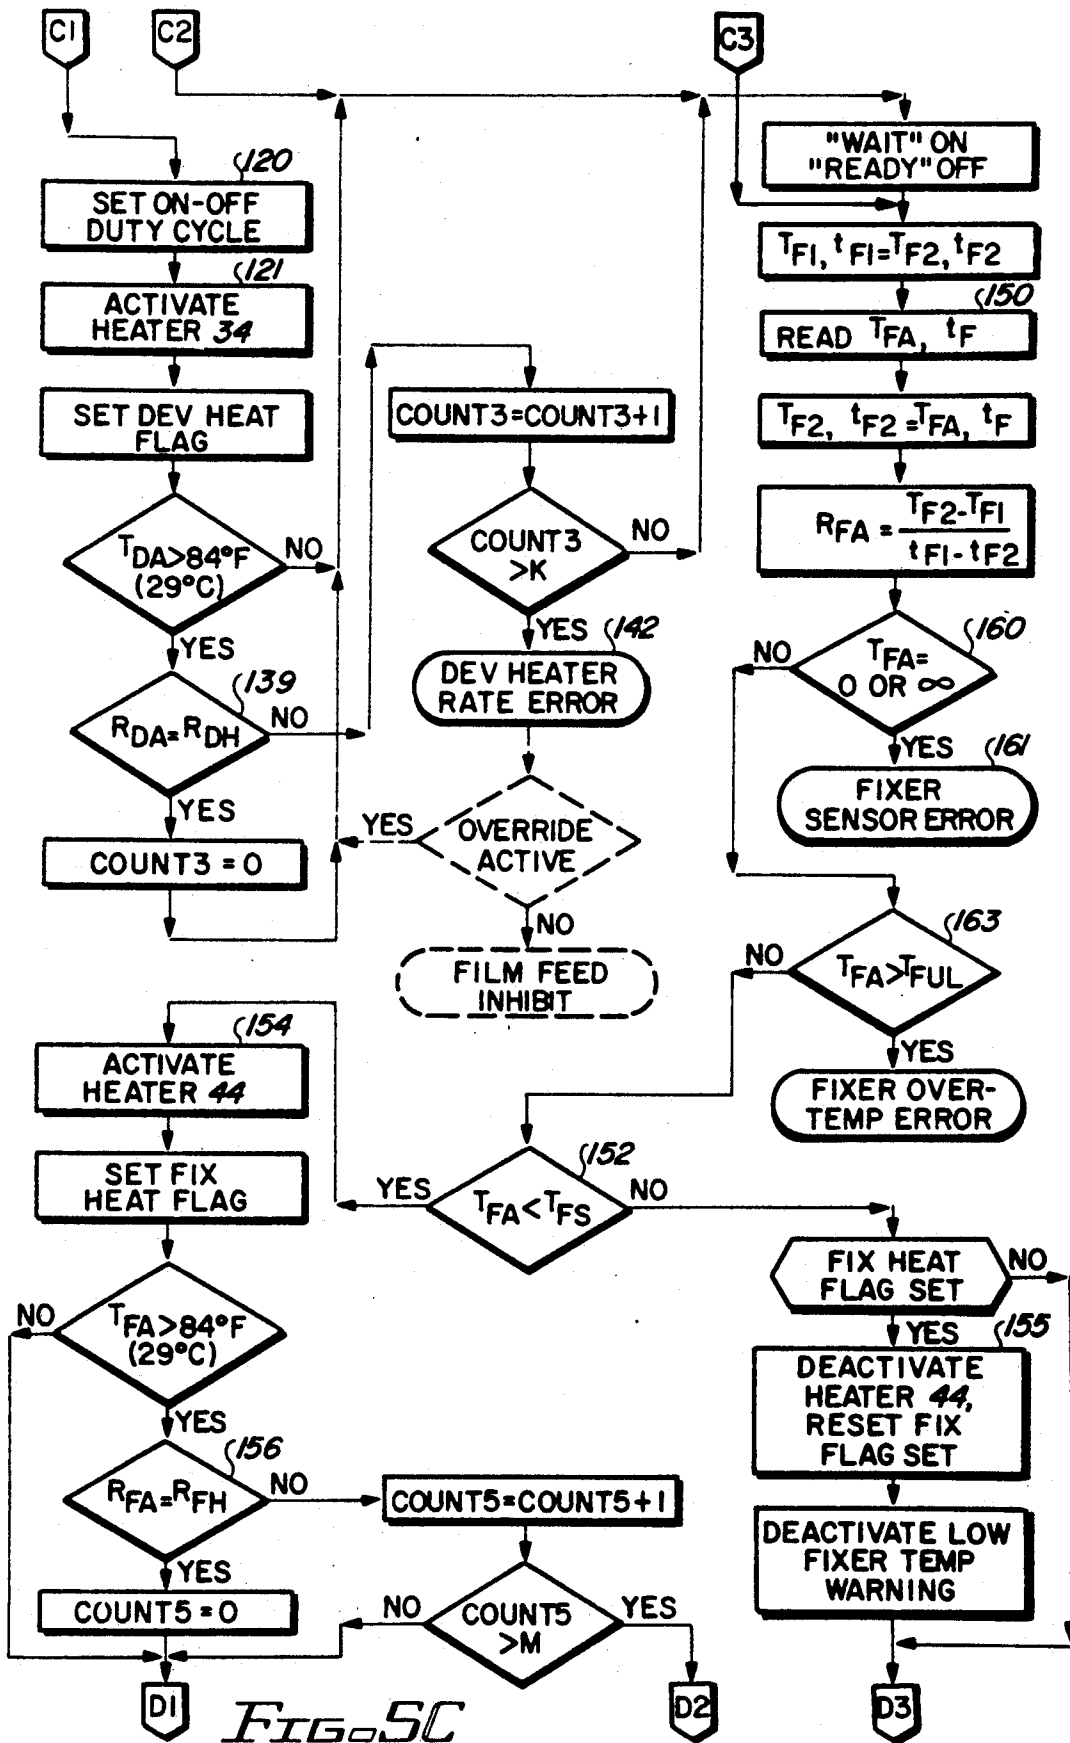 C1
C2
C3
"WAIT" ON
"READY" OFF
120
SET ON-OFF
DUTY CYCLE
TF1, tF1=TF2, tF2
121
ACTIVATE
HEATER 34
150
READ TFA, tF
SET DEV HEAT
FLAG
COUNT3=COUNT3+1
TF2, tF2=TFA, tF
TDA>84°F
(29°C)
NO
YES
COUNT3
>K
NO
YES
RFA = TF2-TF1
tF1-tF2
139
RDA=RDH
NO
YES
142
DEV HEATER
RATE ERROR
160
TFA=
0 OR ∞
NO
YES
161
FIXER
SENSOR ERROR
COUNT3 = 0
OVERRIDE
ACTIVE
YES
NO
FILM FEED
INHIBIT
163
TFA>TFUL
NO
YES
FIXER OVER-
TEMP ERROR
154
ACTIVATE
HEATER 44
SET FIX
HEAT FLAG
152
TFA<TFS
YES
NO
FIX HEAT
FLAG SET
NO
YES
TFA>84°F
(29°C)
NO
YES
155
DEACTIVATE
HEATER 44,
RESET FIX
FLAG SET
156
RFA=RFH
NO
YES
COUNT5=COUNT5+1
DEACTIVATE LOW
FIXER TEMP
WARNING
COUNT5=0
COUNT5
>M
NO
YES
D1
D2
D3
FIG. 5C